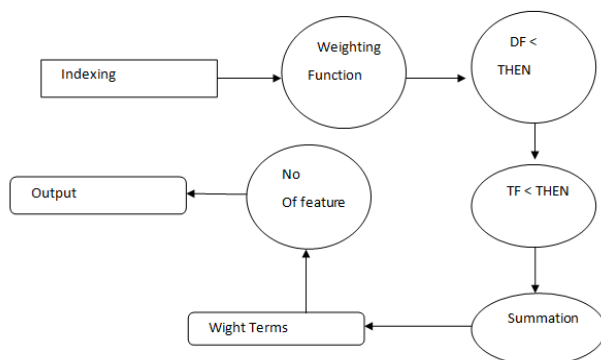 Indexing
Weighting
Function
DF <
THEN
TF < THEN
Summation
Wight Terms
No
Of feature
Output